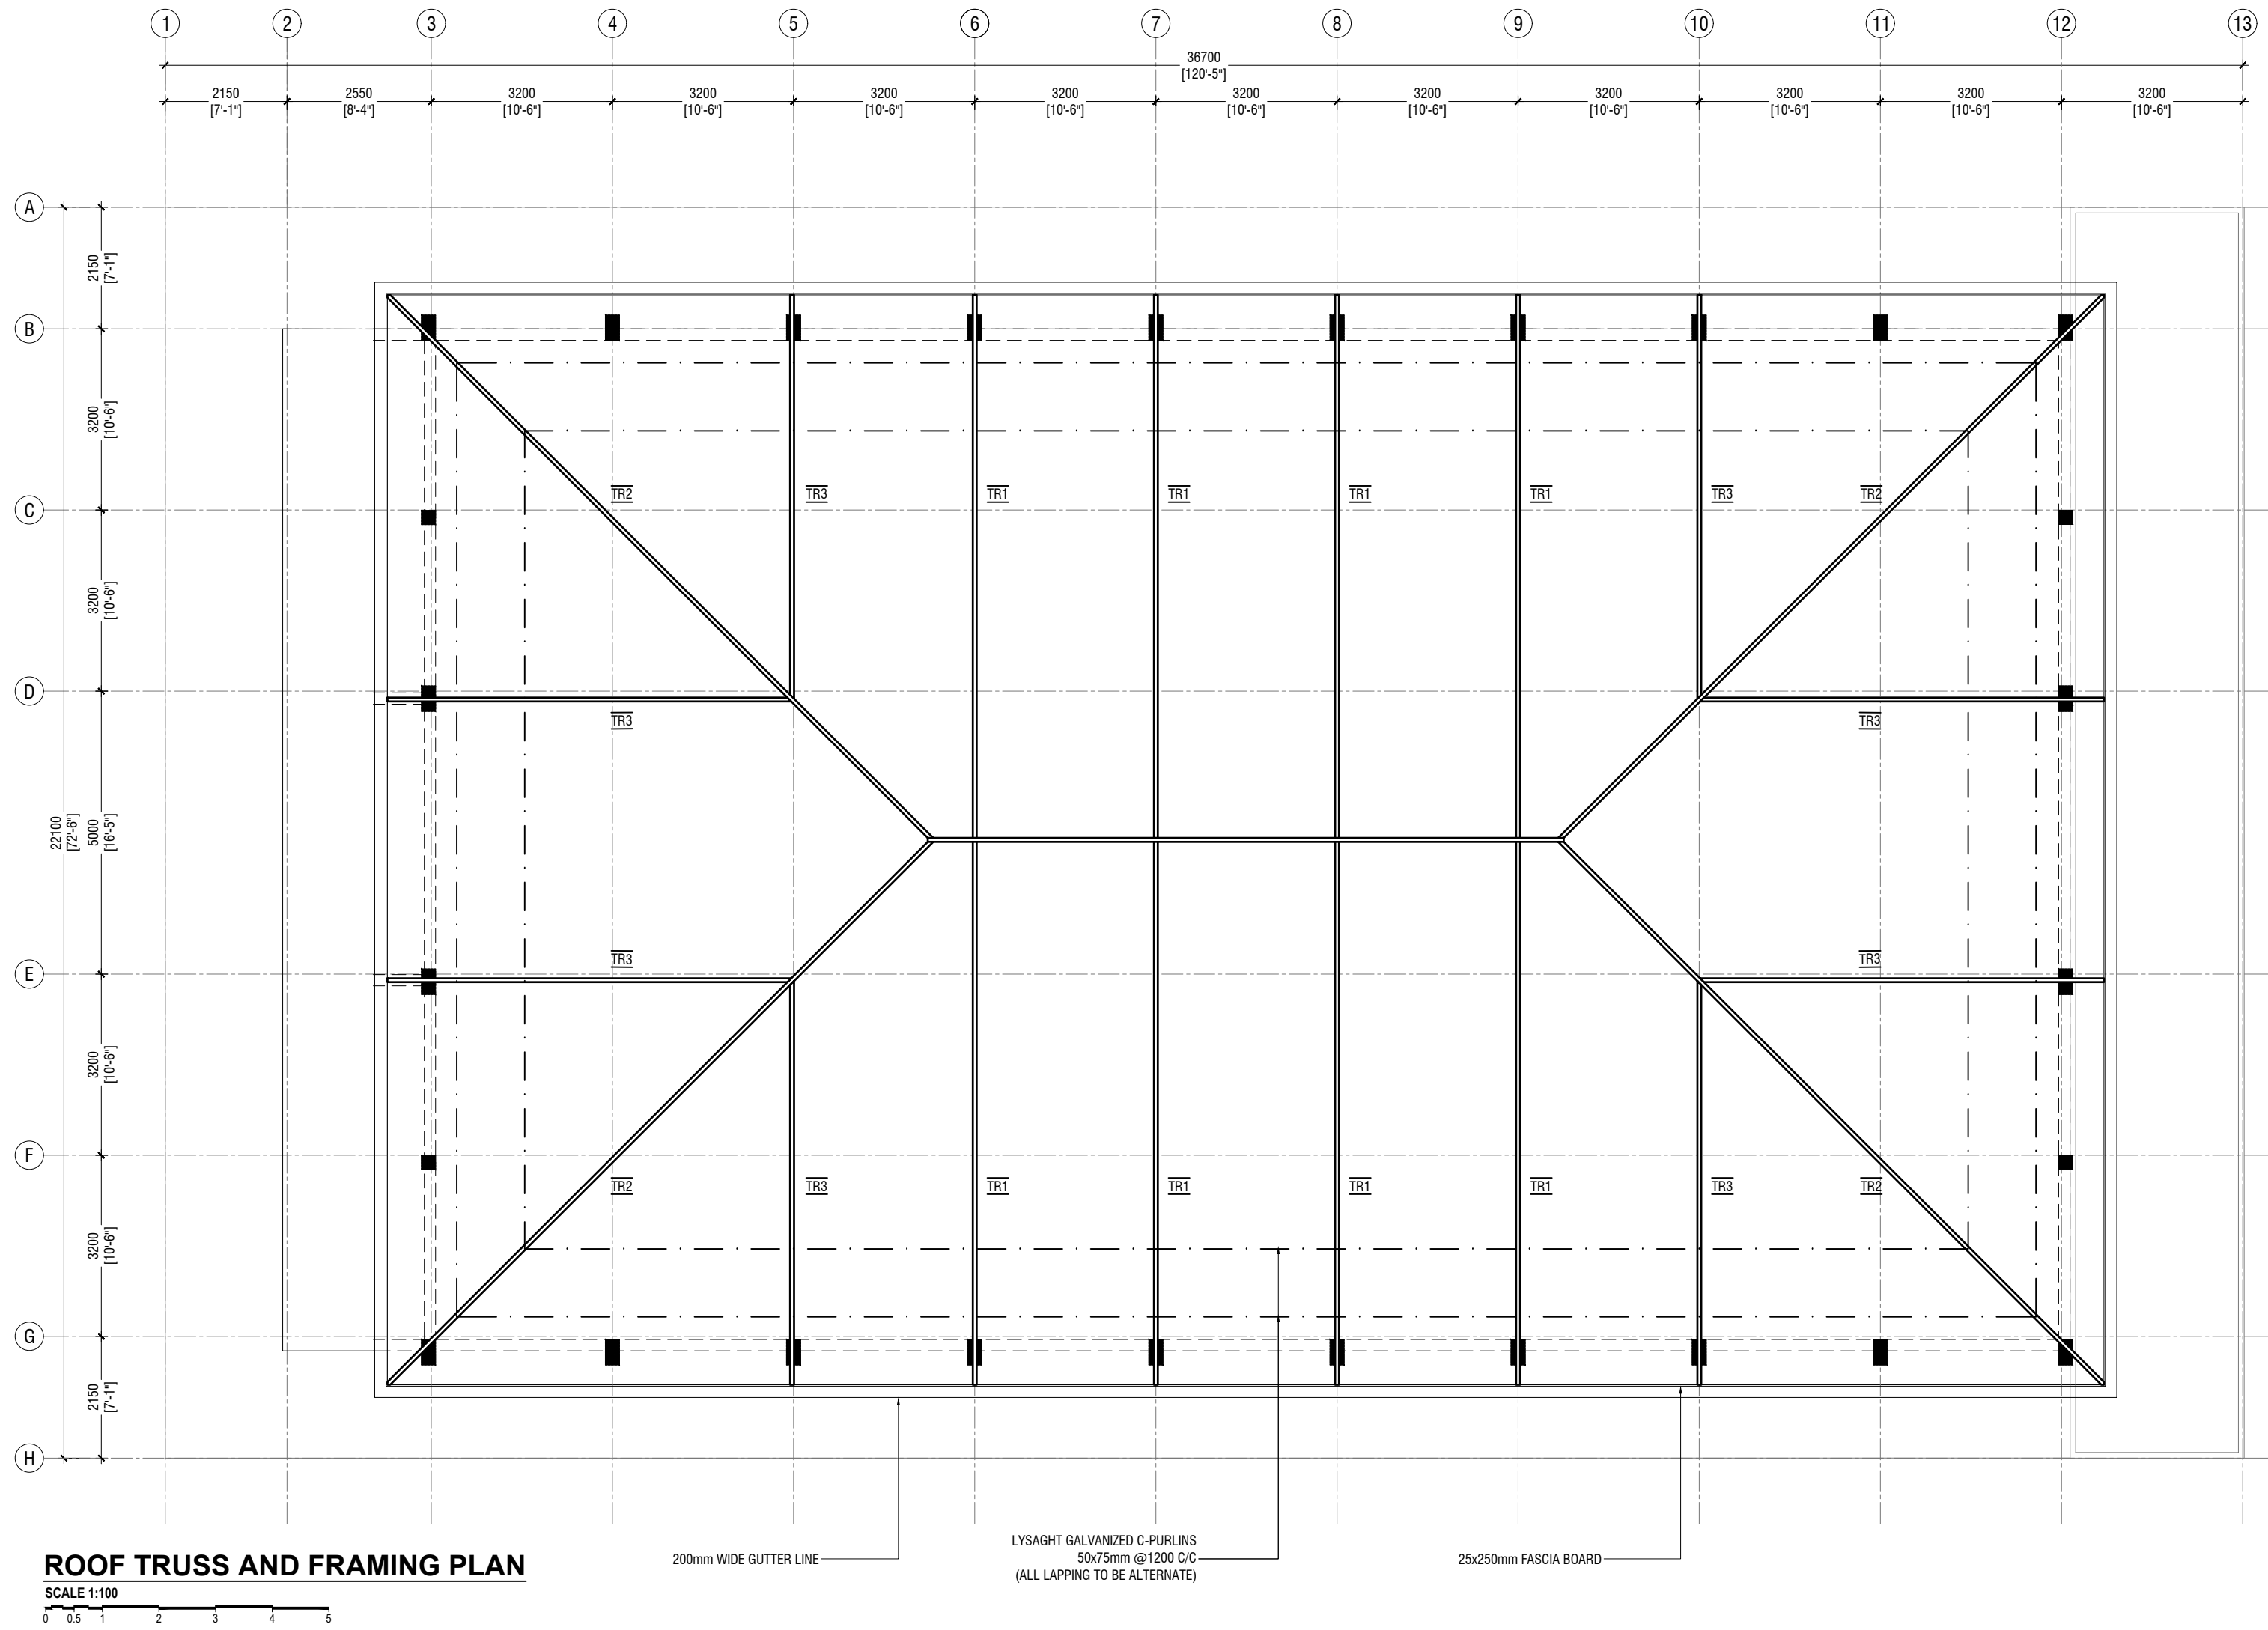 1 2 3 4 5 6 7 8 9 10 11 12 13
36700
[120'-5"]
2150 2550 3200 3200 3200 3200 3200 3200 3200 3200 3200 3200
[7'-1"] [8'-4"] [10'-6"] [10'-6"] [10'-6"] [10'-6"] [10'-6"] [10'-6"] [10'-6"] [10'-6"] [10'-6"] [10'-6"]
A
2150
[7'-1"]
B
3200
[10'-6"]
TR2 TR3 TR1 TR1 TR1 TR1 TR3 TR2
C
3200
[10'-6"]
D
TR3 TR3
22100
[72'-6"]
5000
[16'-5"]
TR3 TR3
E
3200
[10'-6"]
F
TR2 TR3 TR1 TR1 TR1 TR1 TR3 TR2
3200
[10'-6"]
G
2150
[7'-1"]
H
200mm WIDE GUTTER LINE
LYSAGHT GALVANIZED C-PURLINS
50x75mm @1200 C/C
(ALL LAPPING TO BE ALTERNATE)
25x250mm FASCIA BOARD
ROOF TRUSS AND FRAMING PLAN
SCALE 1:100
0 0.5 1 2 3 4 5